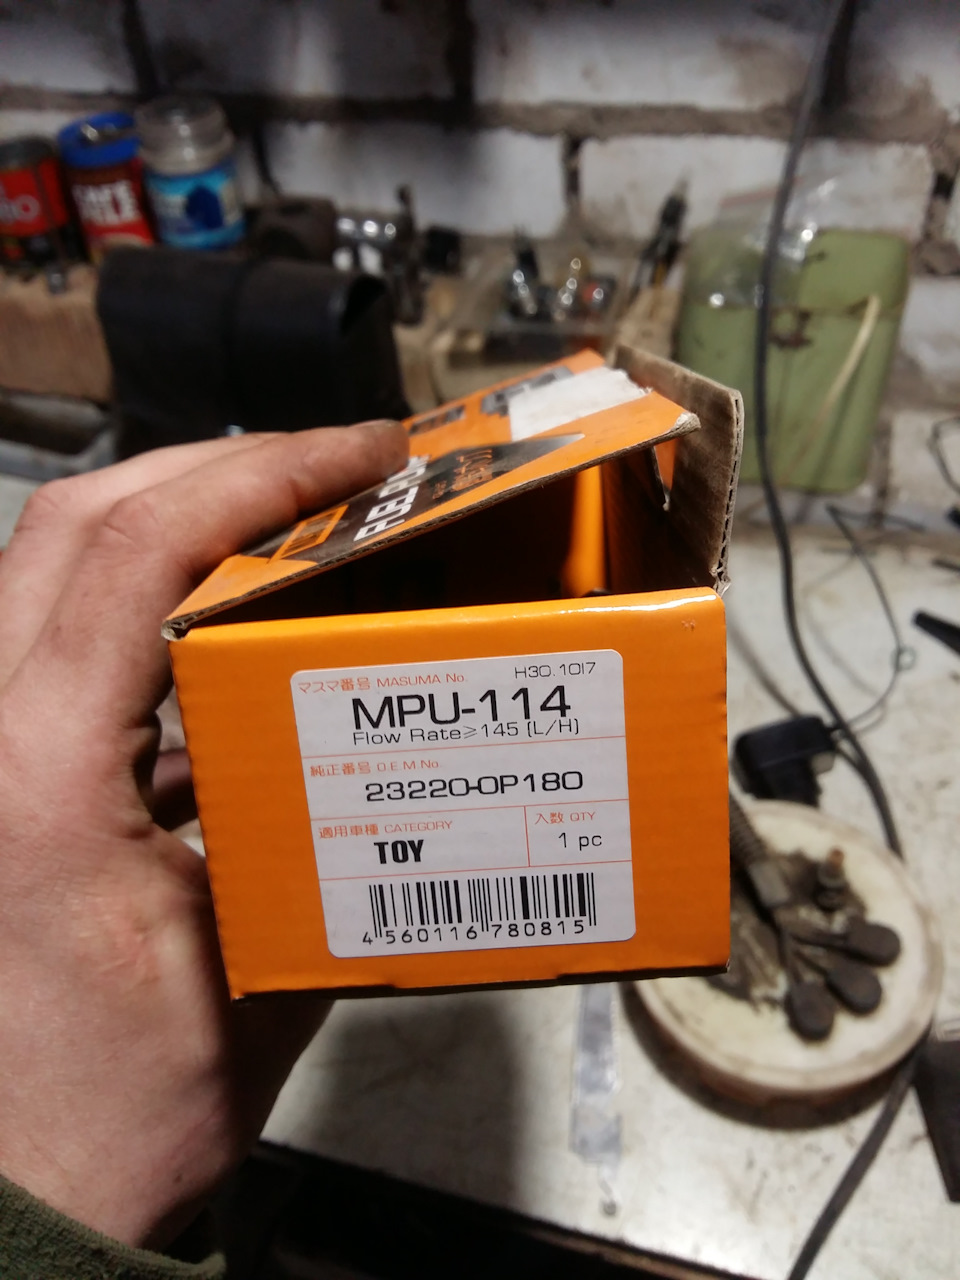 FUELPUMP
マスマ番号 MASUMA No.
H30.1017
MPU-114
Flow Rate≥145 (L/H)
純正番号 O.E.M.No.
23220-0P180
適用車種 CATEGORY
TOY
入数 QTY
1 pc
4 560116 780815